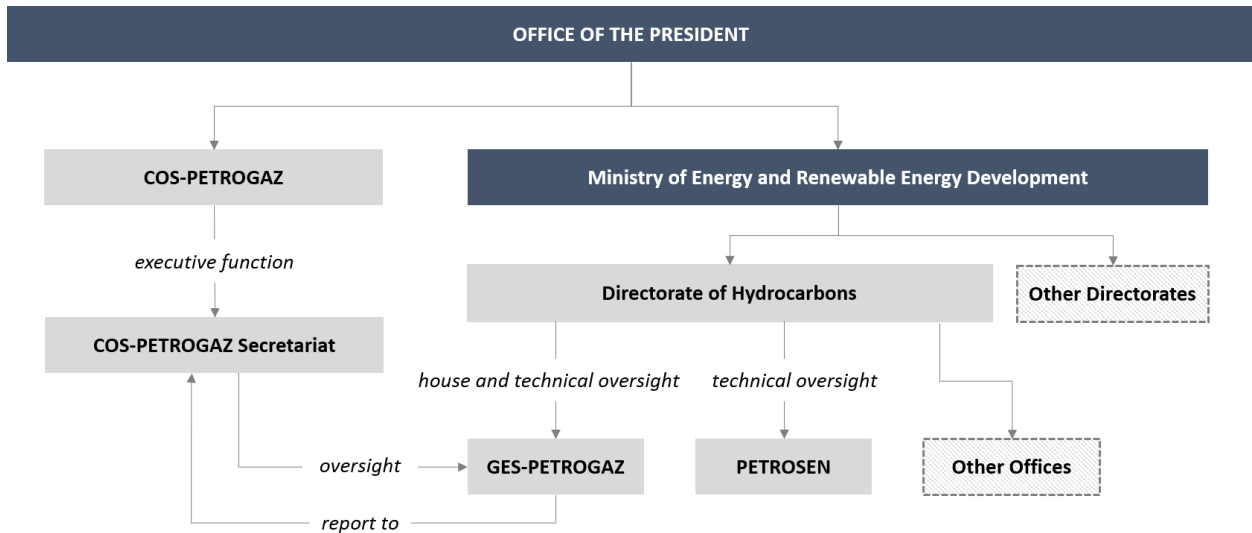 OFFICE OF THE PRESIDENT
COS-PETROGAZ
Ministry of Energy and Renewable Energy Development
executive function
Directorate of Hydrocarbons
Other Directorates
COS-PETROGAZ Secretariat
house and technical oversight
technical oversight
oversight
GES-PETROGAZ
PETROSEN
Other Offices
report to